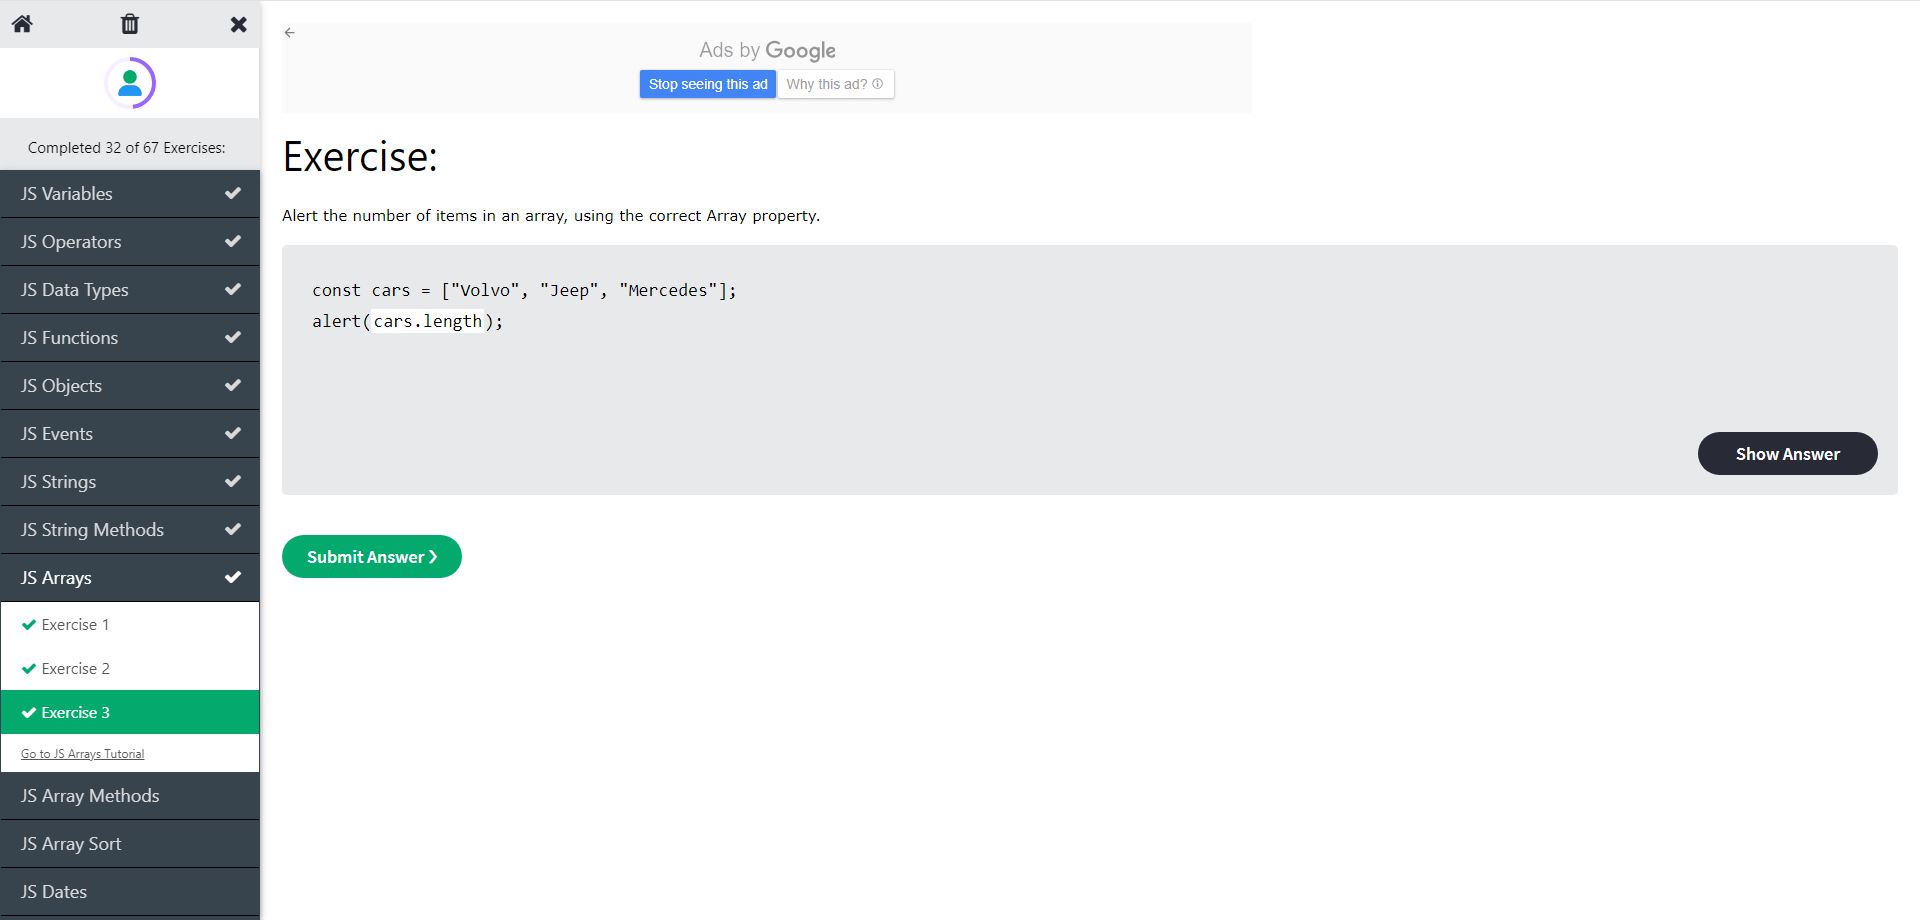 Completed 32 of 67 Exercises:
JS Variables
JS Operators
JS Data Types
JS Functions
JS Objects
JS Events
JS Strings
JS String Methods
JS Arrays
Exercise 1
Exercise 2
Exercise 3
Go to JS Arrays Tutorial
JS Array Methods
JS Array Sort
JS Dates
Ads by Google
Stop seeing this ad
Why this ad?
Exercise:
Alert the number of items in an array, using the correct Array property.
const cars = ["Volvo", "Jeep", "Mercedes"];
alert(cars.length);
Show Answer
Submit Answer ❯